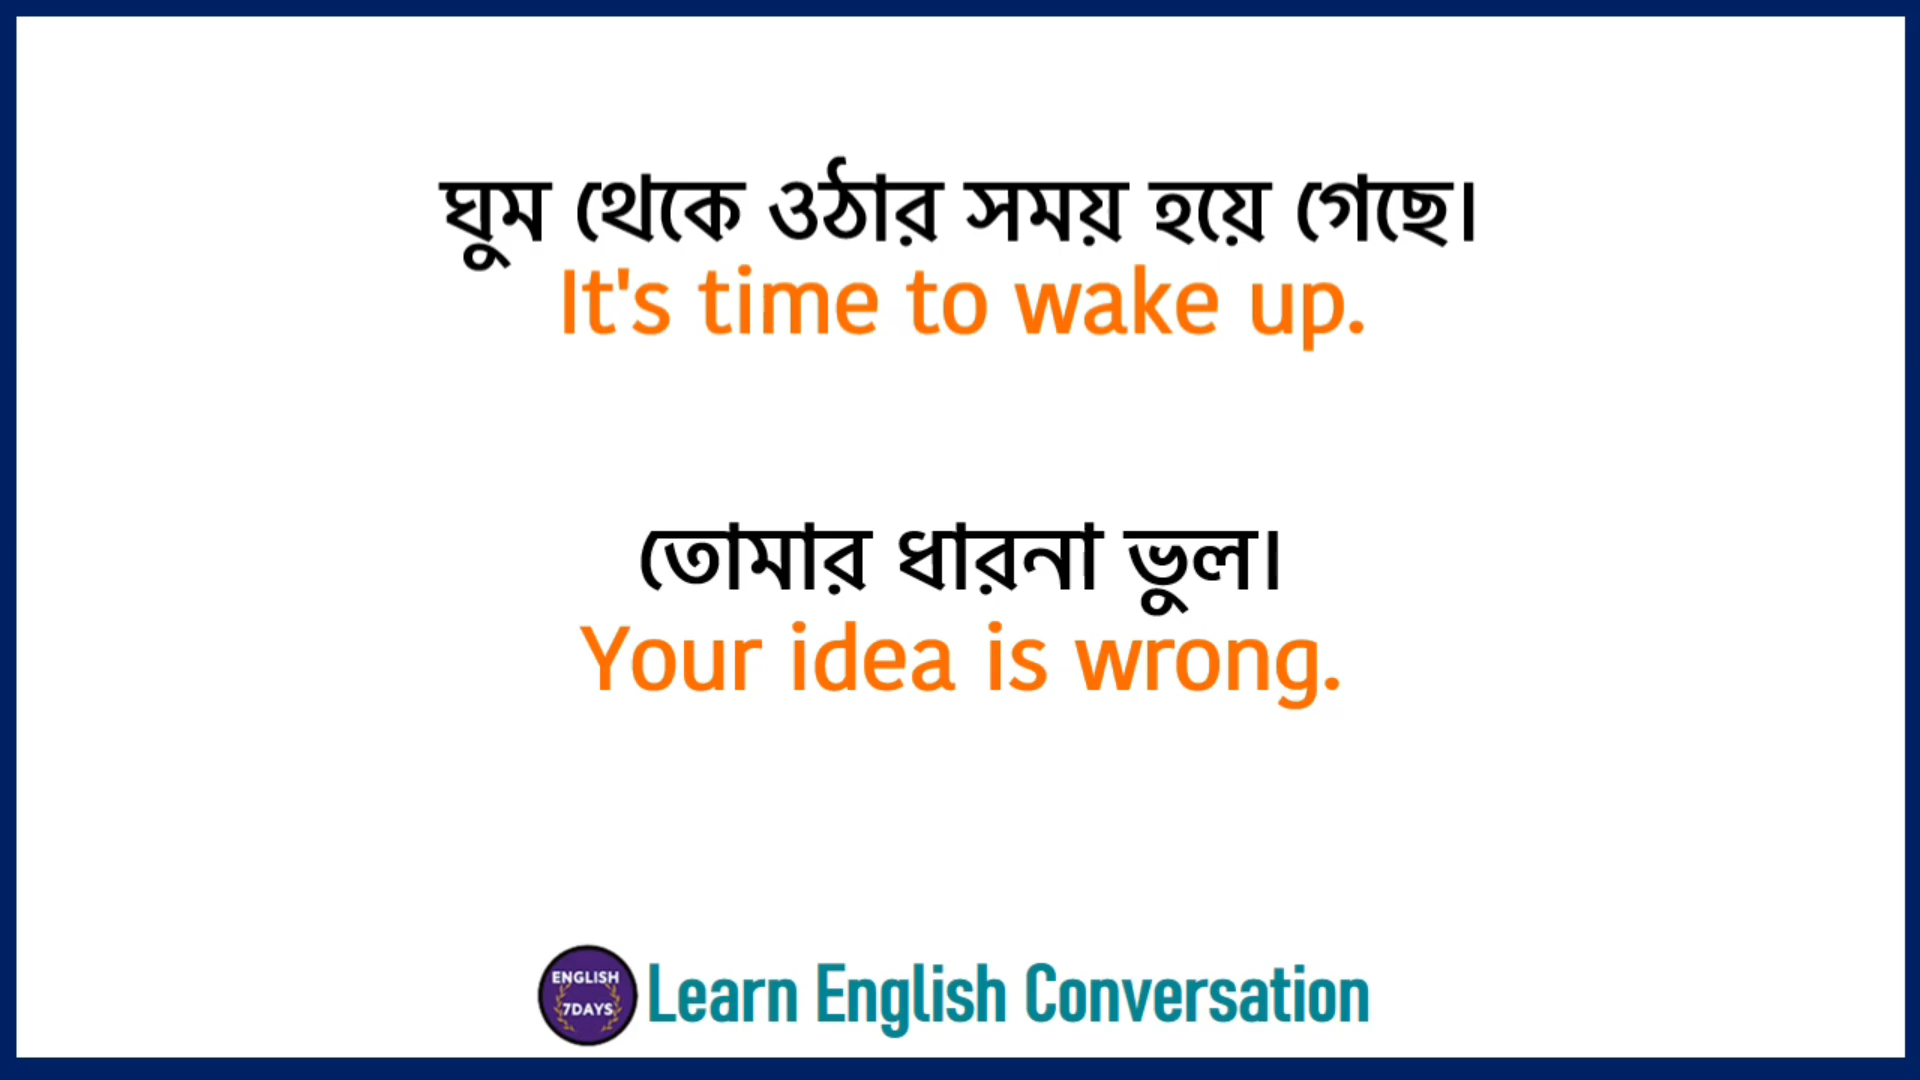 ঘুম থেকে ওঠার সময় হয়ে গেছে।
It's time to wake up.
তোমার ধারনা ভুল।
Your idea is wrong.
ENGLISH
7DAYS
Learn English Conversation